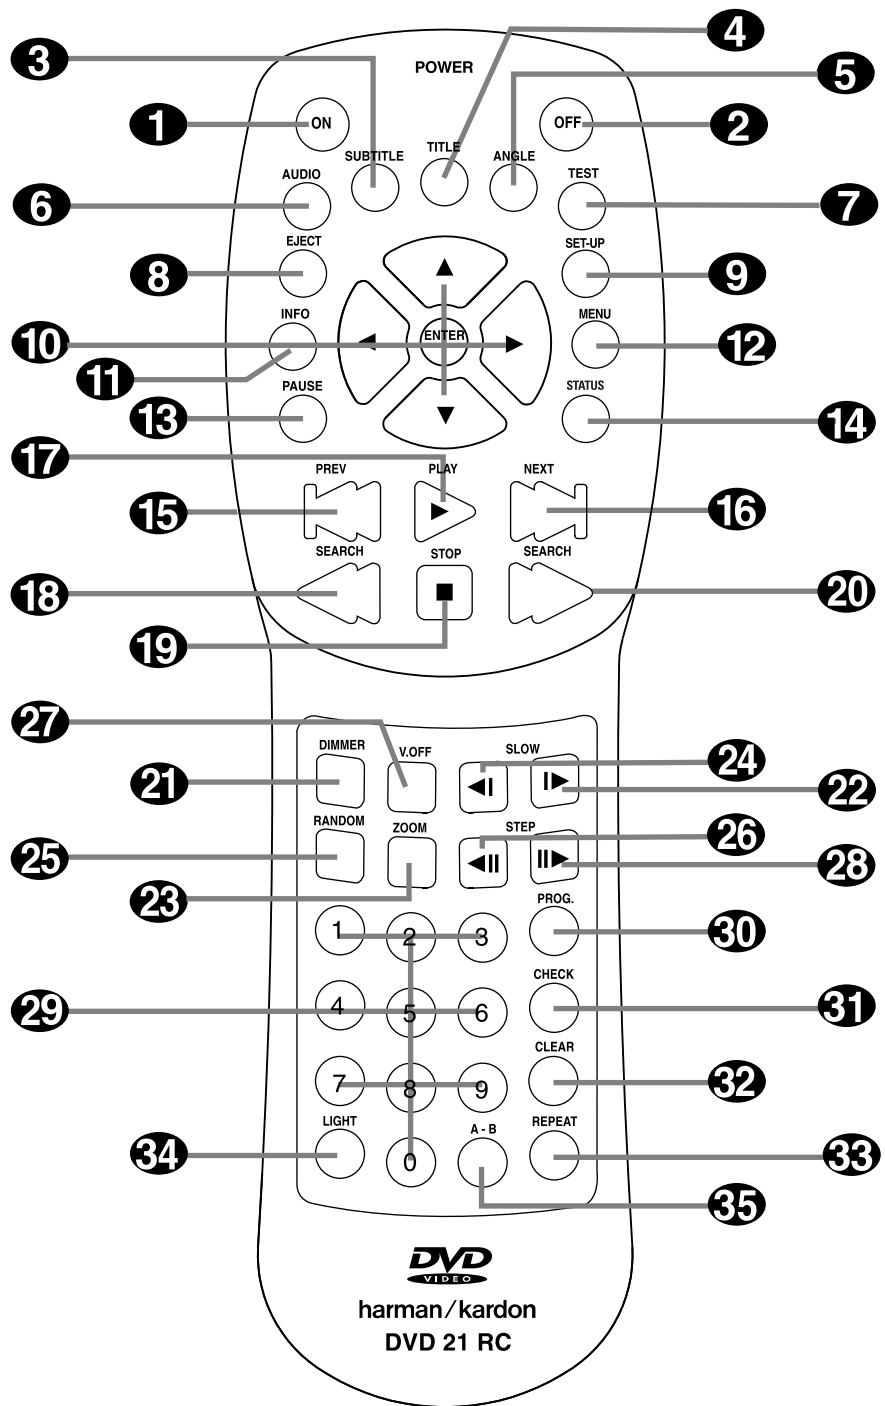 4
3
POWER
5
1
ON
OFF
2
SUBTITLE
TITLE
ANGLE
AUDIO
TEST
6
7
EJECT
SET-UP
8
9
INFO
MENU
10
ENTER
12
11
PAUSE
STATUS
13
14
17
PREV
PLAY
NEXT
15
16
SEARCH
STOP
SEARCH
18
20
19
27
DIMMER
V.OFF
SLOW
24
21
22
RANDOM
ZOOM
STEP
26
25
28
23
PROG.
1
2
3
30
CHECK
29
4
5
6
31
CLEAR
7
8
9
32
LIGHT
A - B
REPEAT
34
0
33
35
DVD
VIDEO
harman/kardon
DVD 21 RC